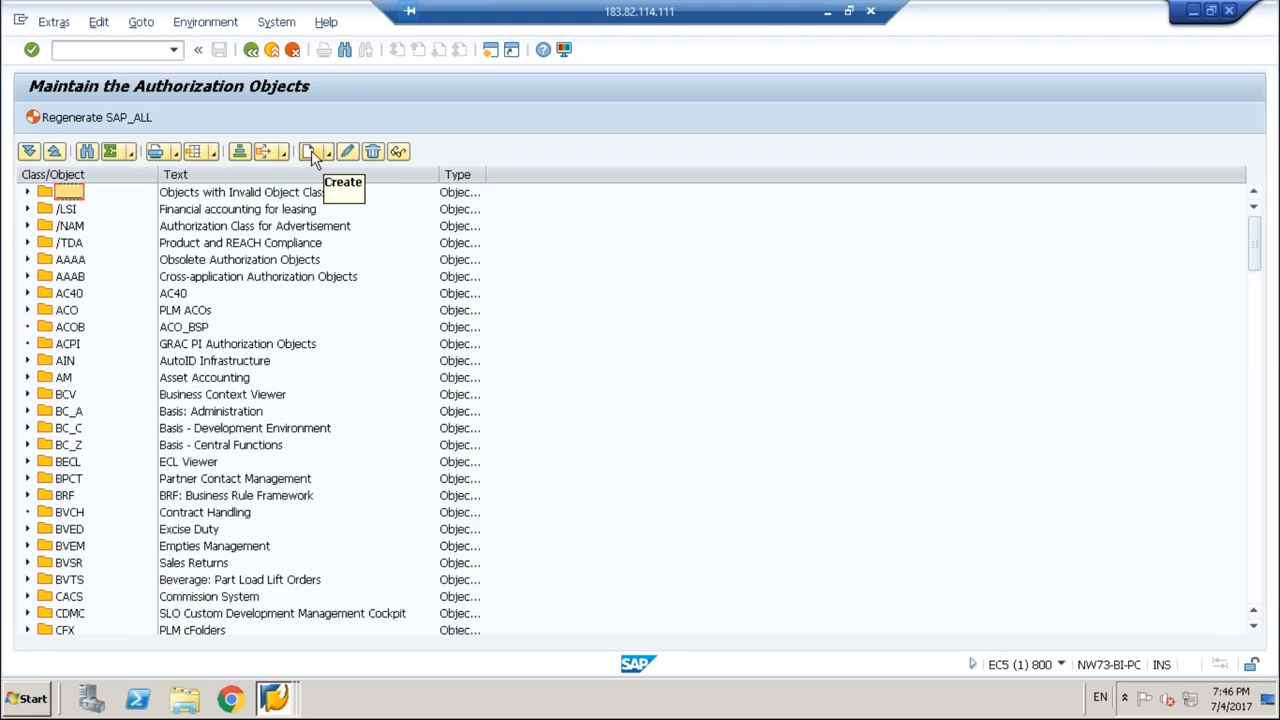 183.82.114.111
Extras Edit Goto Environment System Help
Maintain the Authorization Objects
Regenerate SAP_ALL
Class/Object Text Type
Objects with Invalid Object Clas Objec...
Create
/LSI Financial accounting for leasing Objec...
/NAM Authorization Class for Advertisement Objec...
/TDA Product and REACH Compliance Objec...
AAAA Obsolete Authorization Objects Objec...
AAAB Cross-application Authorization Objects Objec...
AC40 AC40 Objec...
ACO PLM ACOs Objec...
ACOB ACO_BSP Objec...
ACPI GRAC PI Authorization Objects Objec...
AIN AutoID Infrastructure Objec...
AM Asset Accounting Objec...
BCV Business Context Viewer Objec...
BC_A Basis: Administration Objec...
BC_C Basis - Development Environment Objec...
BC_Z Basis - Central Functions Objec...
BECL ECL Viewer Objec...
BPCT Partner Contact Management Objec...
BRF BRF: Business Rule Framework Objec...
BVCH Contract Handling Objec...
BVED Excise Duty Objec...
BVEM Empties Management Objec...
BVSR Sales Returns Objec...
BVTS Beverage: Part Load Lift Orders Objec...
CACS Commission System Objec...
CDMC SLO Custom Development Management Cockpit Objec...
CFX PLM cFolders Objec...
SAP EC5 (1) 800 NW73-BI-PC INS
Start EN 7:46 PM
7/4/2017